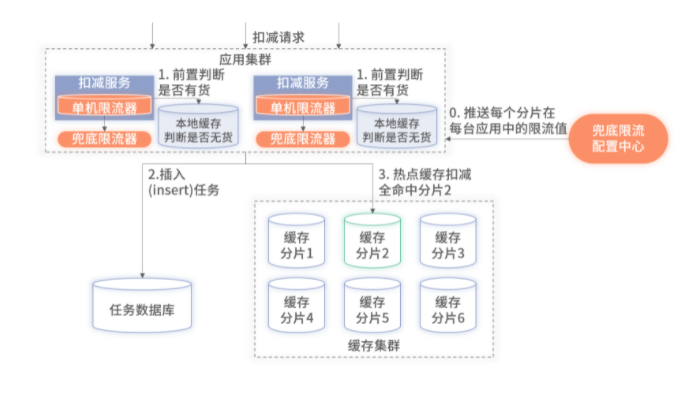 扣减请求
应用集群
扣减服务
单机限流器
兜底限流器
1. 前置判断
是否有货
本地缓存
判断是否无货
扣减服务
单机限流器
兜底限流器
1. 前置判断
是否有货
本地缓存
判断是否无货
0. 推送每个分片在
每台应用中的限流值
兜底限流
配置中心
2.插入
(insert)任务
3. 热点缓存扣减
全命中分片2
任务数据库
缓存
分片1
缓存
分片2
缓存
分片3
缓存
分片4
缓存
分片5
缓存
分片6
缓存集群